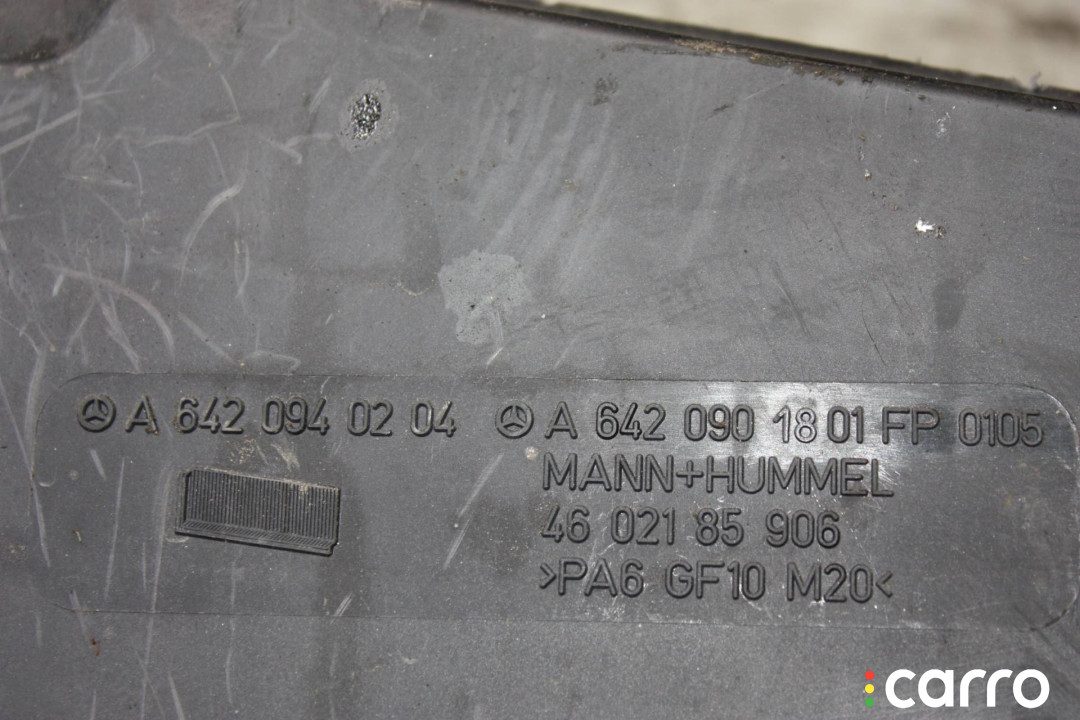 A 642 094 02 04 A 642 090 18 01 FP 0105
MANN+HUMMEL
46 021 85 906
>PA6 GF10 M20<
carro